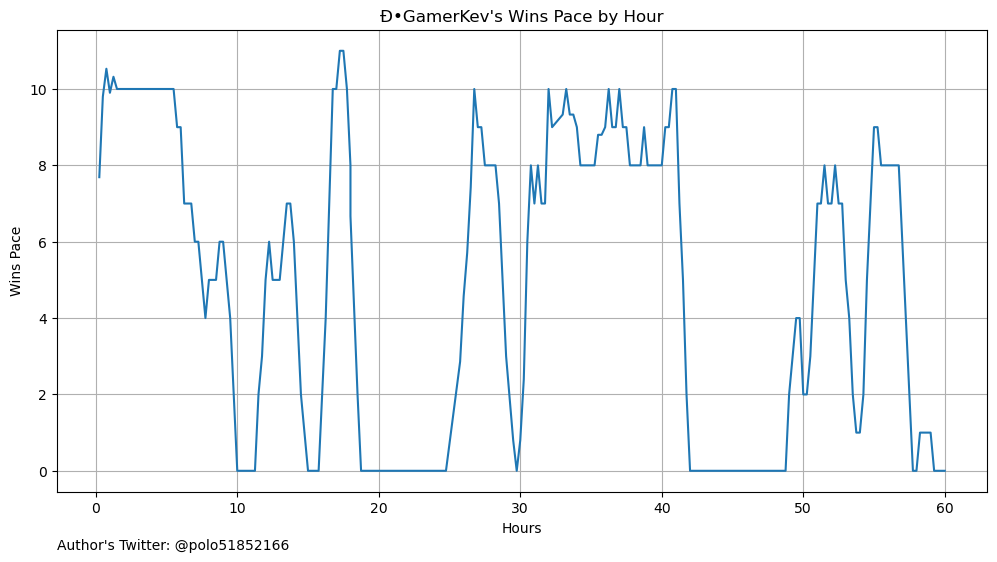 Ð•GamerKev's Wins Pace by Hour
Wins Pace
10
8
6
4
2
0
0 10 20 30 40 50 60
Hours
Author's Twitter: @polo51852166